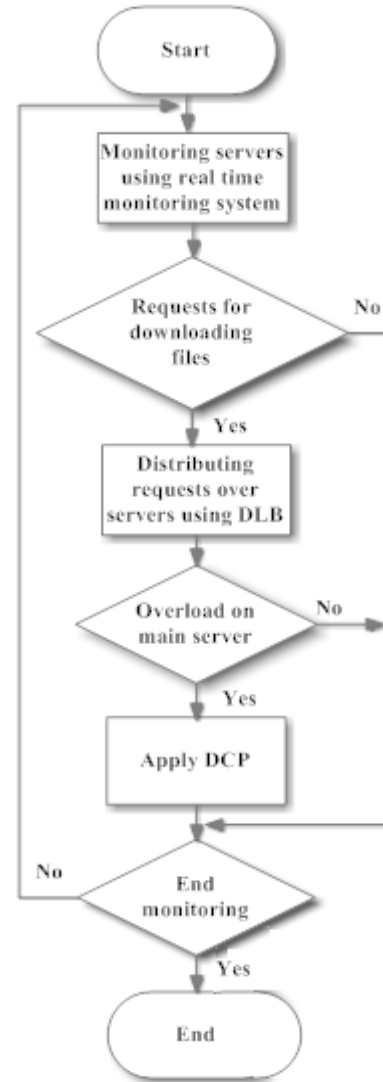 Start
Monitoring servers
using real time
monitoring system
Requests for
downloading
files
No
Yes
Distributing
requests over
servers using DLB
Overload on
main server
No
Yes
Apply DCP
No
End
monitoring
Yes
End